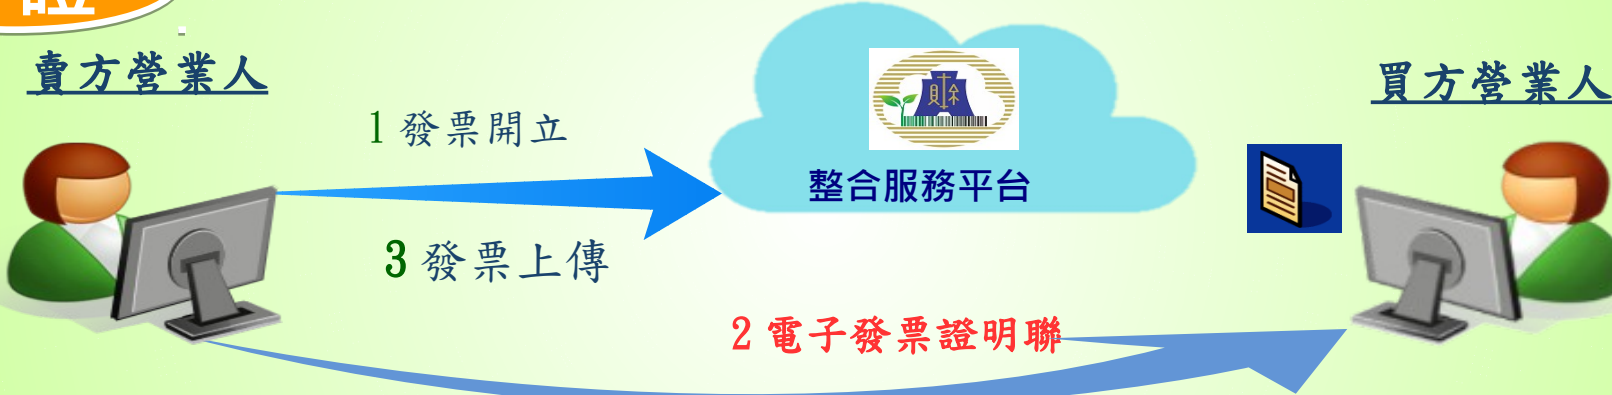 證
賣方營業人
買方營業人
1 發票開立
整合服務平台
3 發票上傳
2 電子發票證明聯